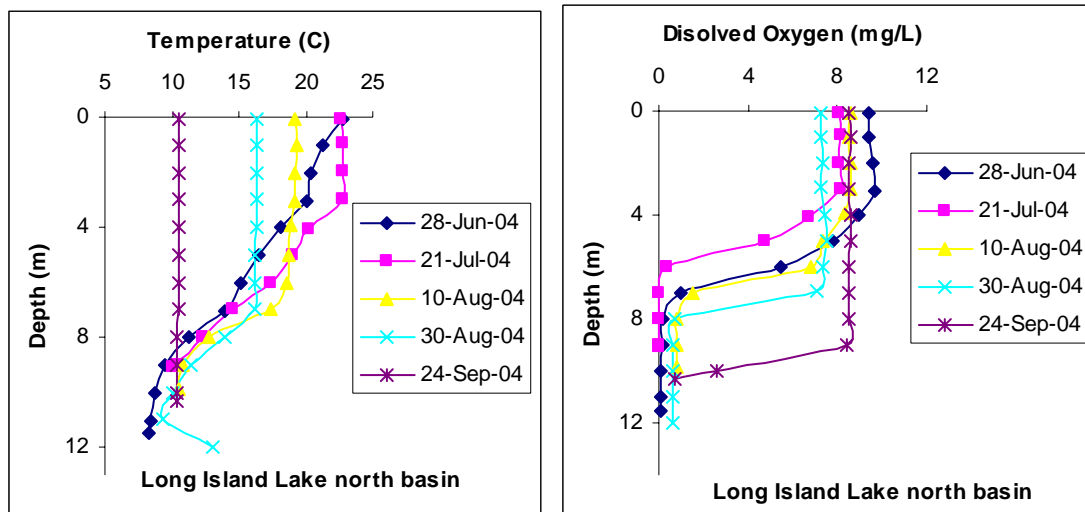 Temperature (C)
5 10 15 20 25
0
4
8
12
Depth (m)
28-Jun-04
21-Jul-04
10-Aug-04
30-Aug-04
24-Sep-04
Long Island Lake north basin
Disolved Oxygen (mg/L)
0 4 8 12
0
4
8
12
Depth (m)
28-Jun-04
21-Jul-04
10-Aug-04
30-Aug-04
24-Sep-04
Long Island Lake north basin